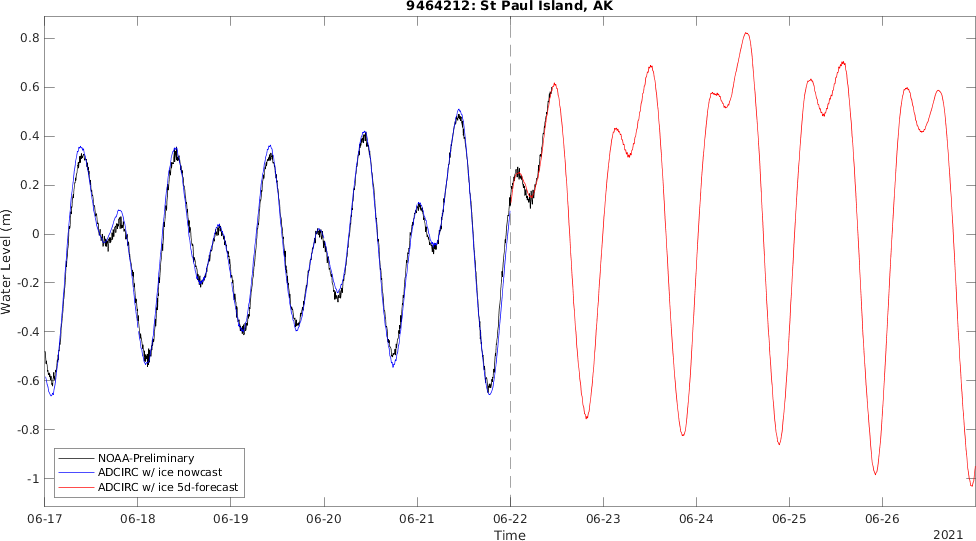 9464212: St Paul Island, AK
Water Level (m)
0.8
0.6
0.4
0.2
0
-0.2
-0.4
-0.6
-0.8
-1
NOAA-Preliminary
ADCIRC w/ ice nowcast
ADCIRC w/ ice 5d-forecast
06-17 06-18 06-19 06-20 06-21 06-22 06-23 06-24 06-25 06-26
Time
2021